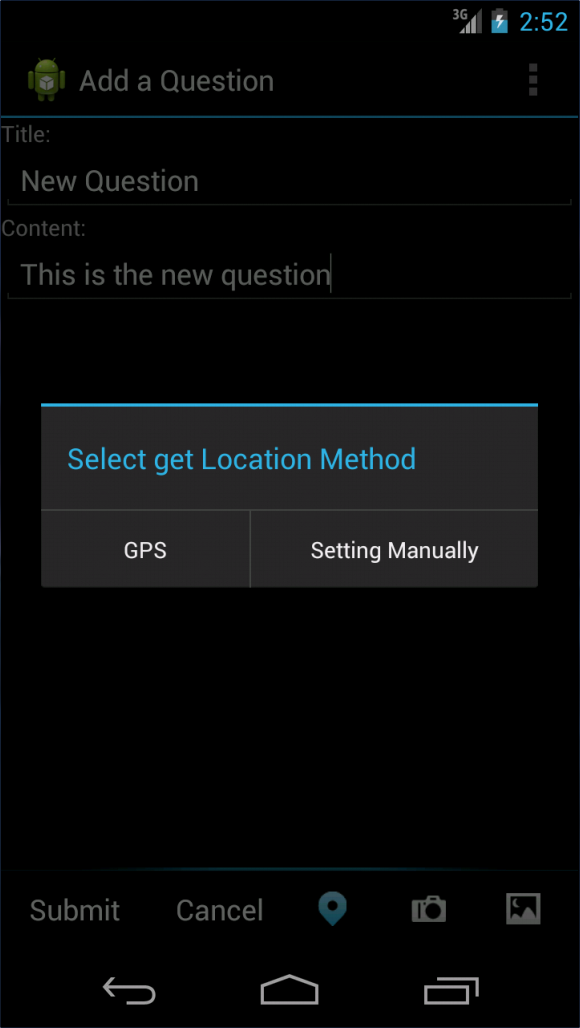 3G 2:52
Add a Question
Title:
New Question
Content:
This is the new question
Select get Location Method
GPS Setting Manually
Submit Cancel